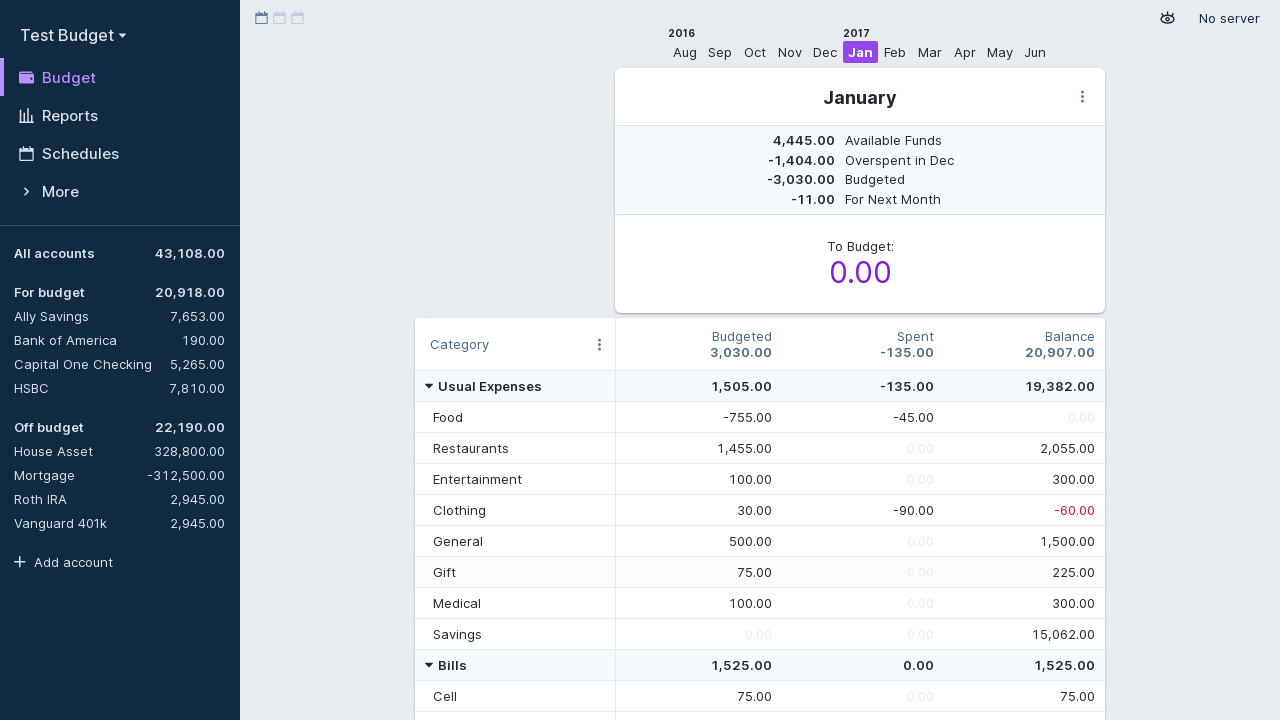 Test Budget
Budget
Reports
Schedules
More
All accounts 43,108.00
For budget 20,918.00
Ally Savings 7,653.00
Bank of America 190.00
Capital One Checking 5,265.00
HSBC 7,810.00
Off budget 22,190.00
House Asset 328,800.00
Mortgage -312,500.00
Roth IRA 2,945.00
Vanguard 401k 2,945.00
Add account
No server
2016 2017
Aug Sep Oct Nov Dec Jan Feb Mar Apr May Jun
January
4,445.00 Available Funds
-1,404.00 Overspent in Dec
-3,030.00 Budgeted
-11.00 For Next Month
To Budget:
0.00
Category
Budgeted Spent Balance
3,030.00 -135.00 20,907.00
Usual Expenses 1,505.00 -135.00 19,382.00
Food -755.00 -45.00 0.00
Restaurants 1,455.00 0.00 2,055.00
Entertainment 100.00 0.00 300.00
Clothing 30.00 -90.00 -60.00
General 500.00 0.00 1,500.00
Gift 75.00 0.00 225.00
Medical 100.00 0.00 300.00
Savings 0.00 0.00 15,062.00
Bills 1,525.00 0.00 1,525.00
Cell 75.00 0.00 75.00